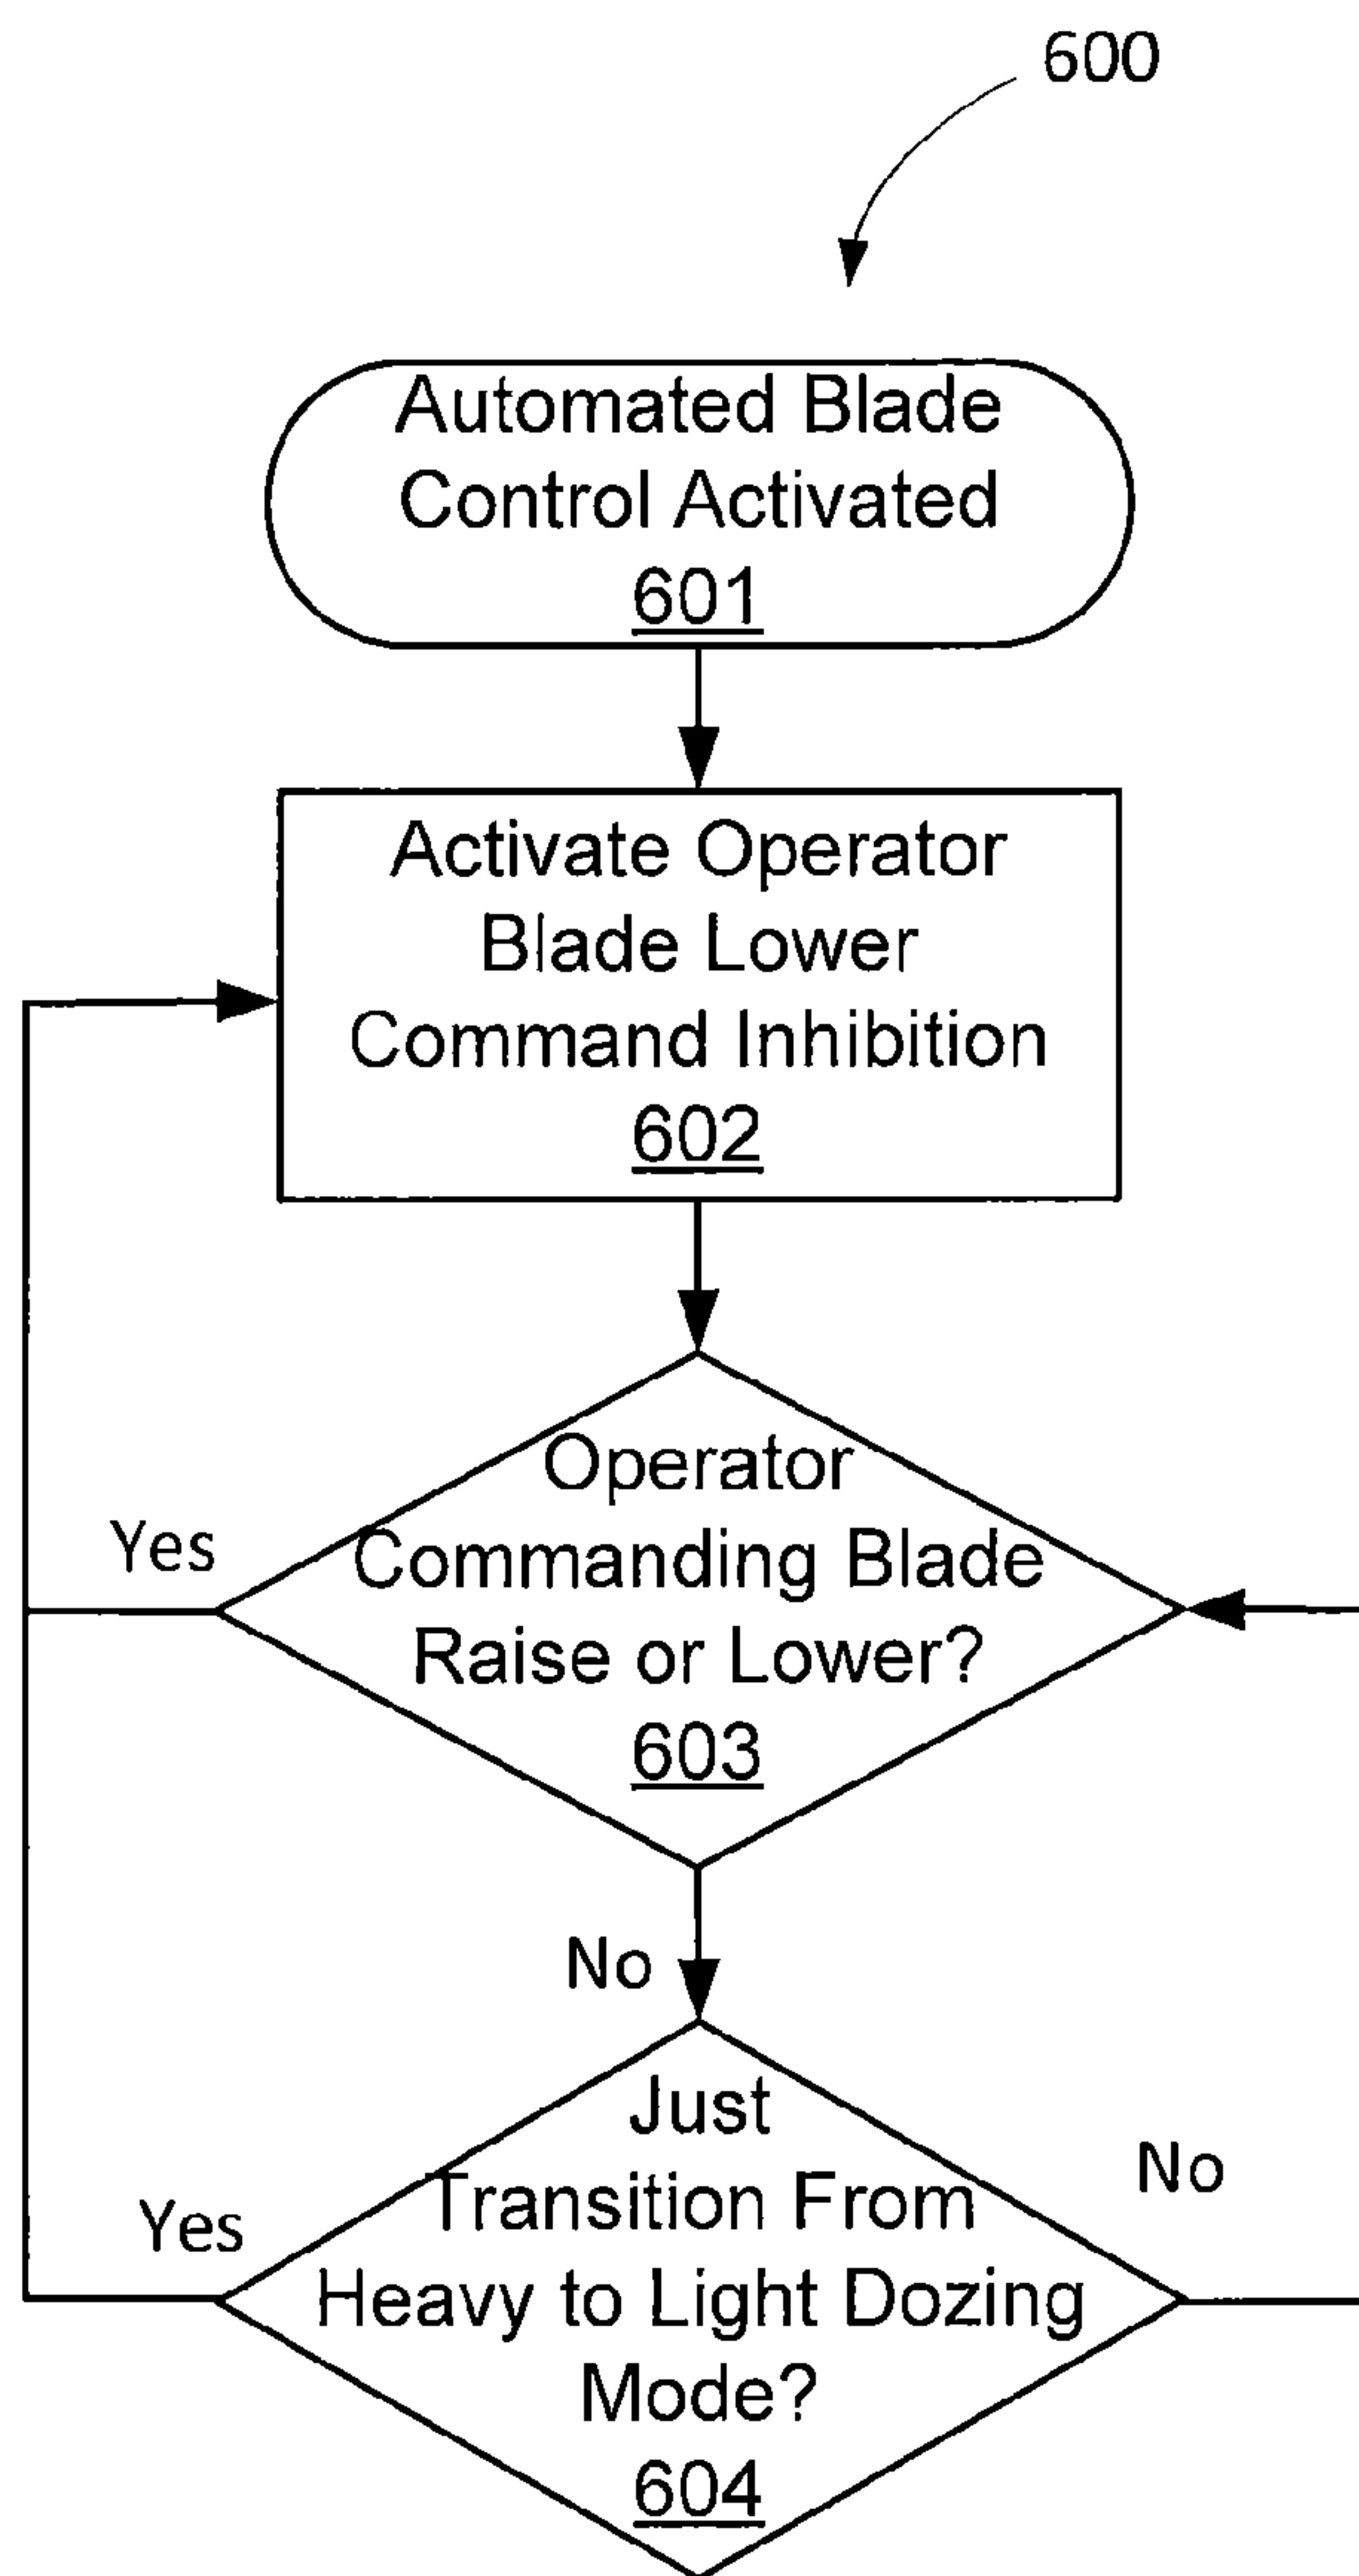 600
Automated Blade
Control Activated
601
Activate Operator
Blade Lower
Command Inhibition
602
Operator
Commanding Blade
Raise or Lower?
603
Yes
No
Just
Transition From
Heavy to Light Dozing
Mode?
604
Yes
No